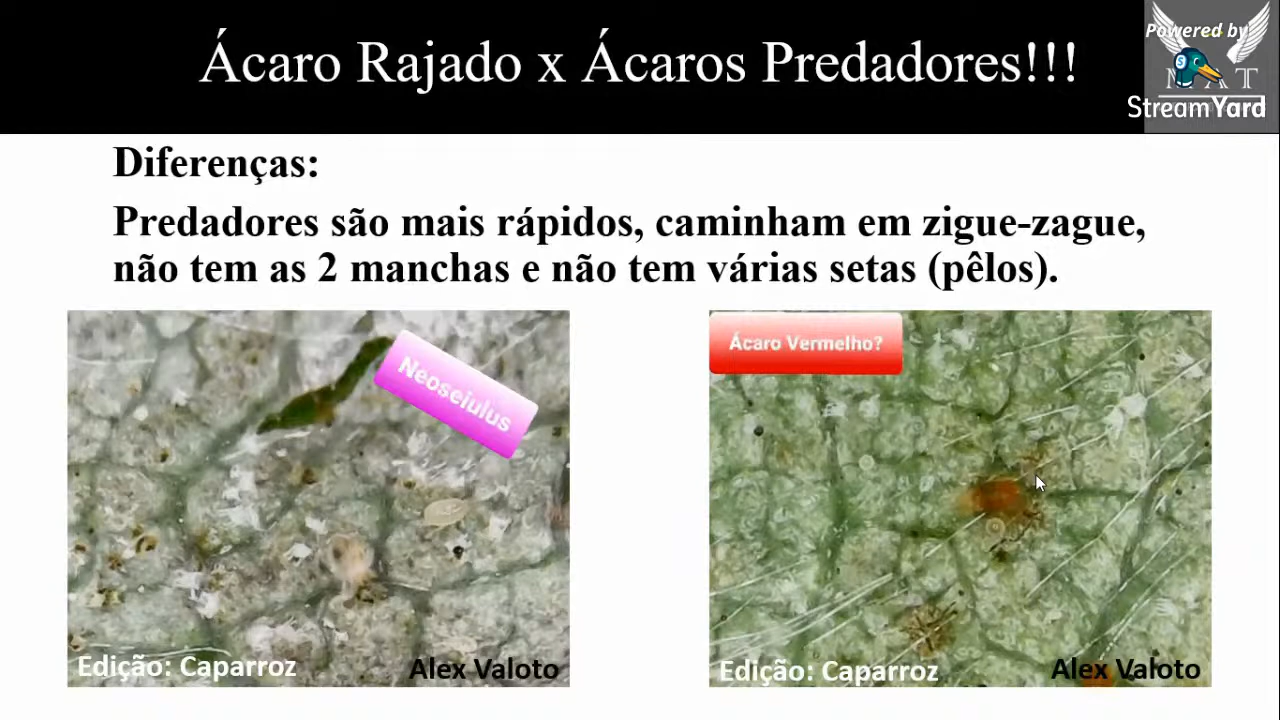 Ácaro Rajado x Ácaros Predadores!!!
Powered by
StreamYard
Diferenças:
Predadores são mais rápidos, caminham em zigue-zague,
não tem as 2 manchas e não tem várias setas (pêlos).
Neoseiulus
Ácaro Vermelho?
Edição: Caparroz
Alex Valoto
Edição: Caparroz
Alex Valoto